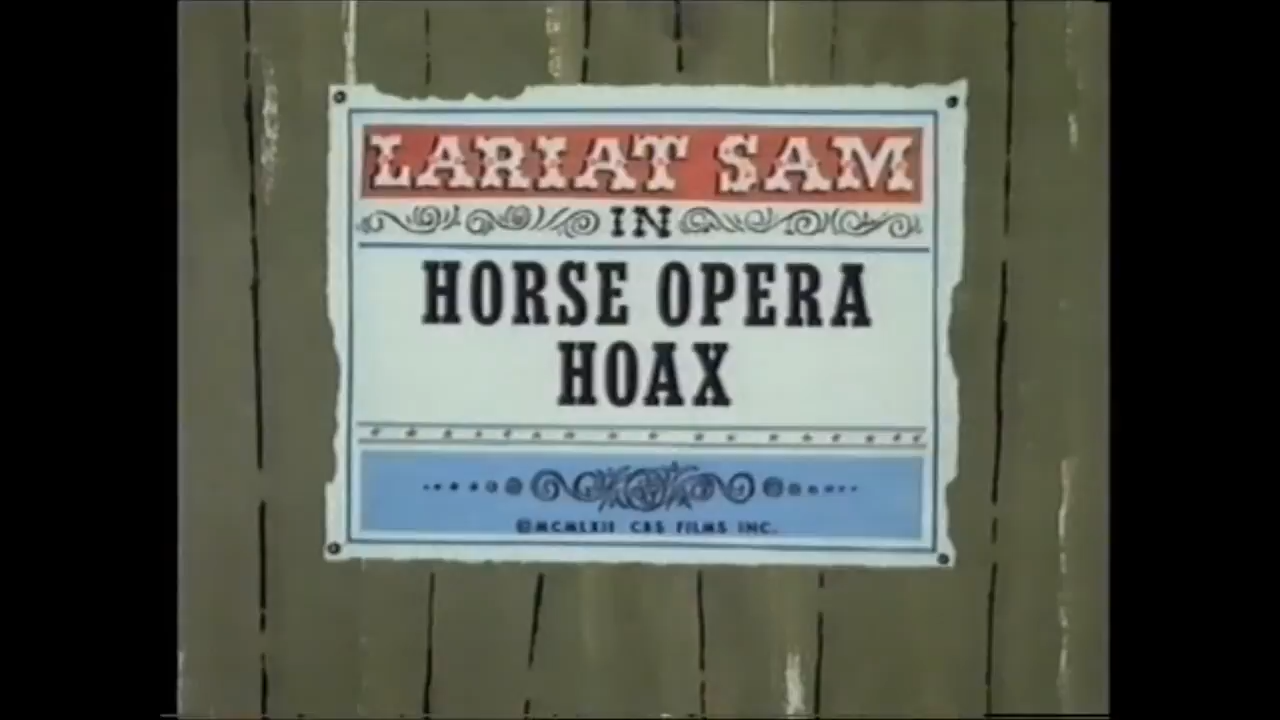 LARIAT SAM
IN
HORSE OPERA
HOAX
©MCMLXII CBS FILMS INC.